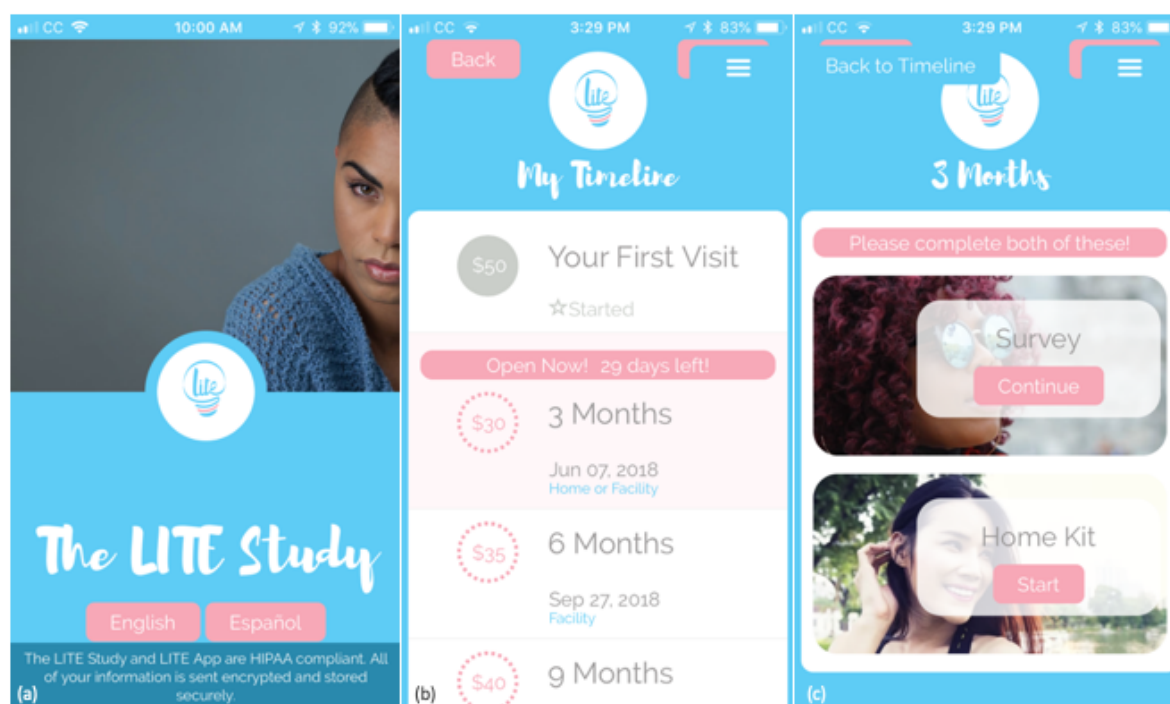 CC 10:00 AM 92%
lite
The LITE Study
English Español
The LITE Study and LITE App are HIPAA compliant. All
of your information is sent encrypted and stored
securely.
(a)
CC 3:29 PM 83%
Back
lite
My Timeline
$50 Your First Visit
Started
Open Now! 29 days left!
$30 3 Months
Jun 07, 2018
Home or Facility
$35 6 Months
Sep 27, 2018
Facility
$40 9 Months
(b)
CC 3:29 PM 83%
Back to Timeline
lite
3 Months
Please complete both of these!
Survey
Continue
Home Kit
Start
(c)